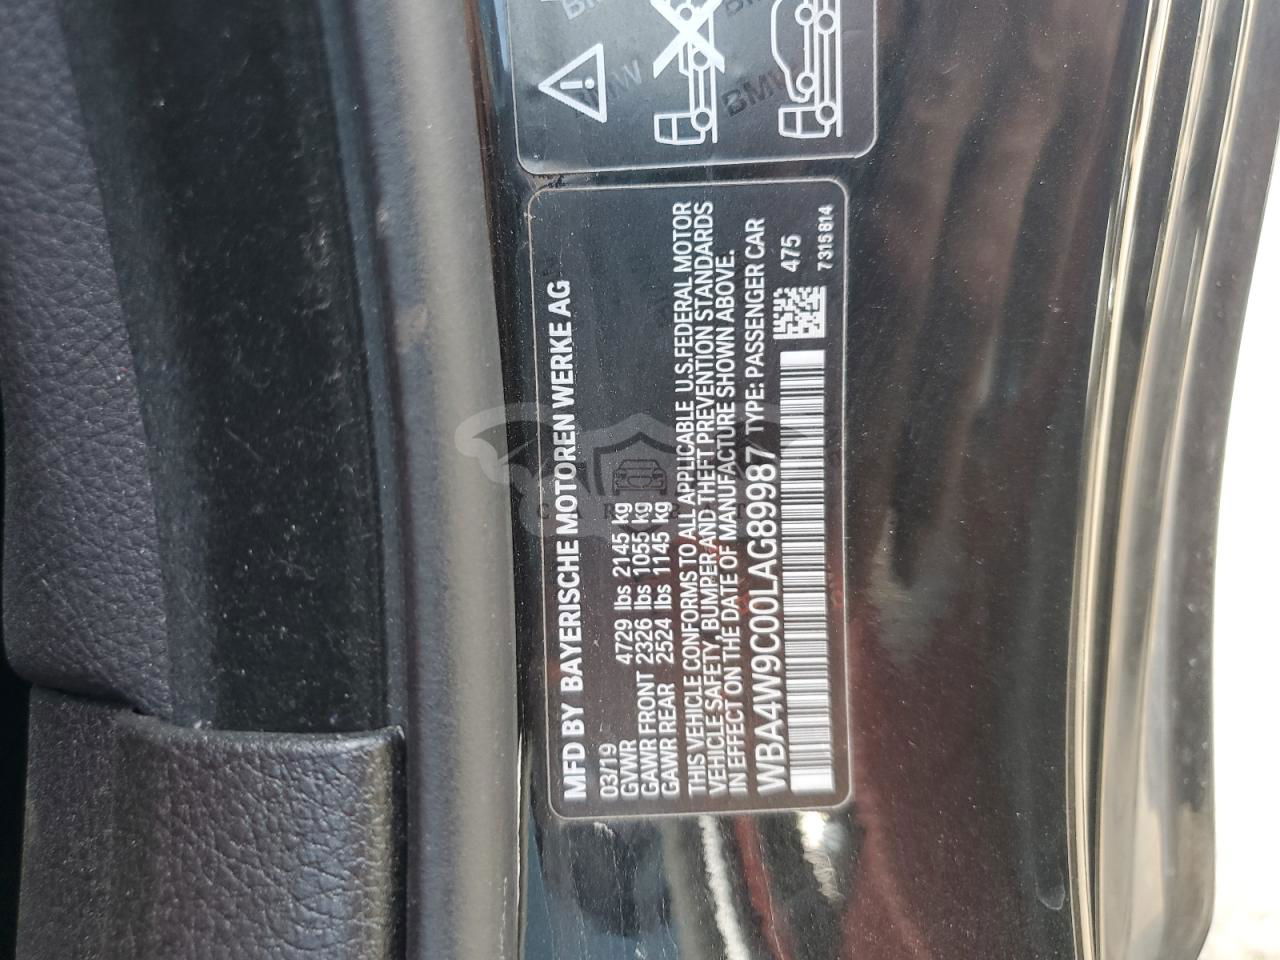 MFD BY BAYERISCHE MOTOREN WERKE AG
03/19
GVWR 4729 lbs 2145 kg
GAWR FRONT 2326 lbs 1055 kg
GAWR REAR 2524 lbs 1145 kg
THIS VEHICLE CONFORMS TO ALL APPLICABLE U.S.FEDERAL MOTOR
VEHICLE SAFETY, BUMPER AND THEFT PREVENTION STANDARDS
IN EFFECT ON THE DATE OF MANUFACTURE SHOWN ABOVE.
WBA4W9C00LAG89987 TYPE: PASSENGER CAR
475
7315814